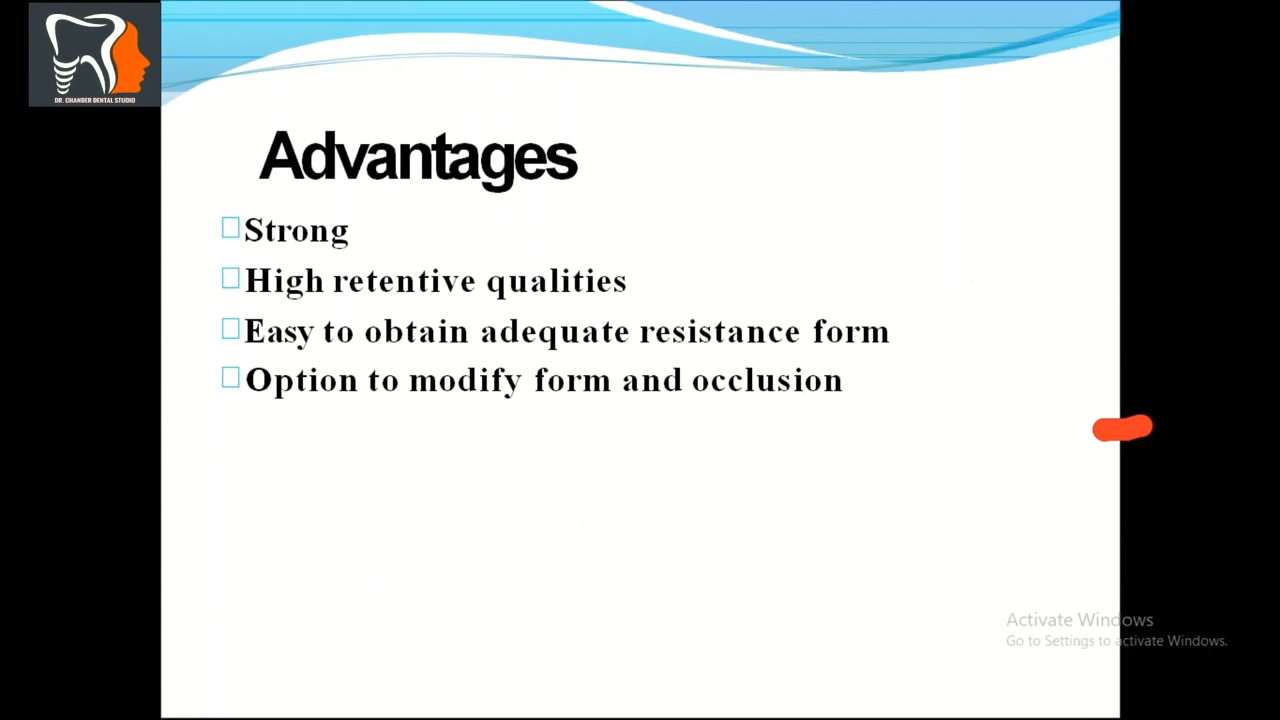 DR. CHANDER DENTAL STUDIO
Advantages
Strong
High retentive qualities
Easy to obtain adequate resistance form
Option to modify form and occlusion
Activate Windows
Go to Settings to activate Windows.